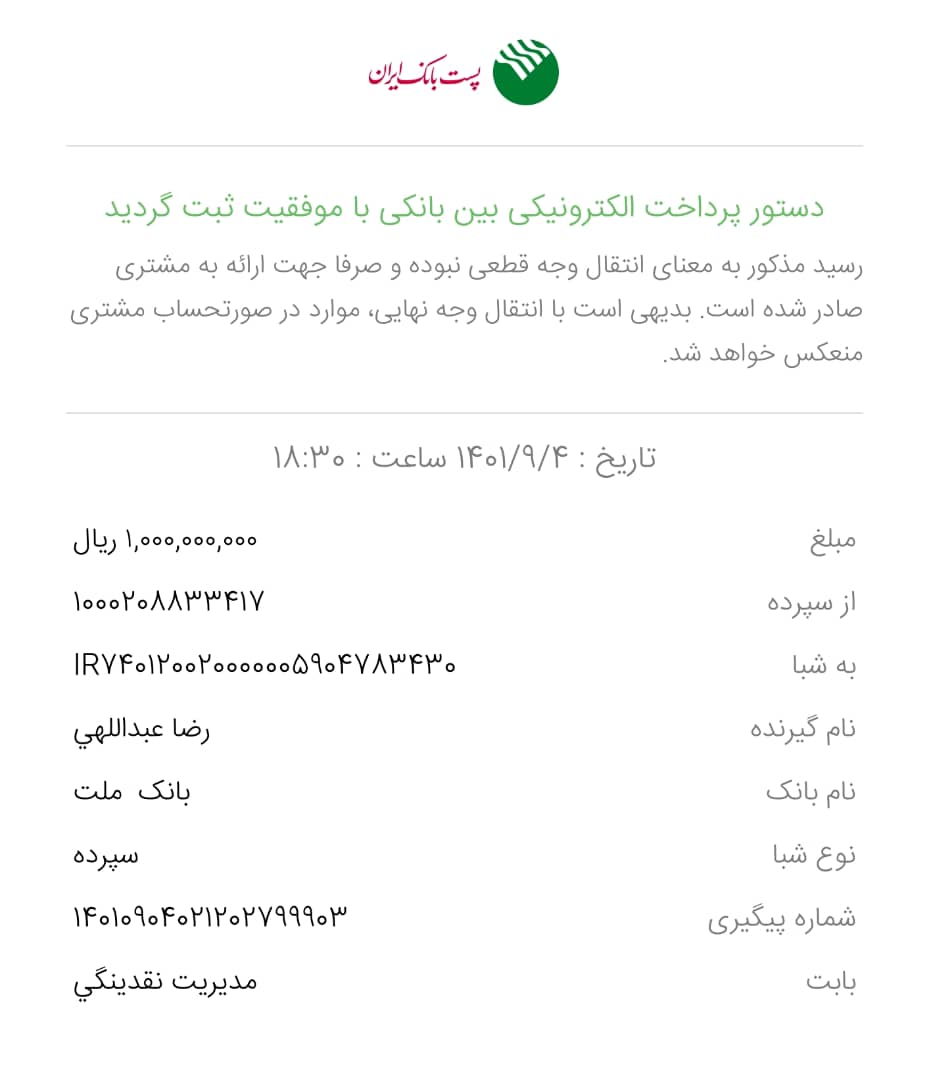 پست بانک ایران
دستور پرداخت الکترونیکی بین بانکی با موفقیت ثبت گردید
رسید مذکور به معنای انتقال وجه قطعی نبوده و صرفا جهت ارائه به مشتری
صادر شده است. بدیهی است با انتقال وجه نهایی، موارد در صورتحساب مشتری
منعکس خواهد شد.
تاریخ : ۱۴۰۱/۹/۴ ساعت : ۱۸:۳۰
مبلغ ۱,۰۰۰,۰۰۰,۰۰۰ ریال
از سپرده ۱۰۰۰۲۰۸۸۳۳۴۱۷
به شبا IR۷۴۰۱۲۰۰۲۰۰۰۰۰۰۵۹۰۴۷۸۳۴۳۰
نام گیرنده رضا عبداللهي
نام بانک بانک ملت
نوع شبا سپرده
شماره پیگیری ۱۴۰۱۰۹۰۴۰۲۱۲۰۲۷۹۹۹۰۳
بابت مدیریت نقدینگي